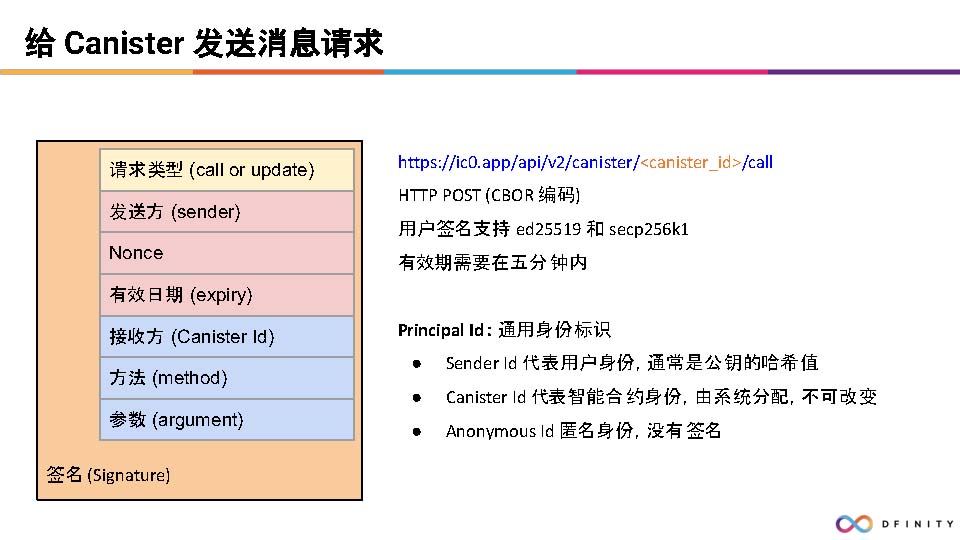 给 Canister 发送消息请求
请求类型 (call or update)
发送方 (sender)
Nonce
有效日期 (expiry)
接收方 (Canister Id)
方法 (method)
参数 (argument)
签名 (Signature)
https://ic0.app/api/v2/canister/<canister_id>/call
HTTP POST (CBOR 编码)
用户签名支持 ed25519 和 secp256k1
有效期需要在五分钟内
Principal Id：通用身份标识
● Sender Id 代表用户身份，通常是公钥的哈希值
● Canister Id 代表智能合约身份，由系统分配，不可改变
● Anonymous Id 匿名身份，没有签名
DFINITY